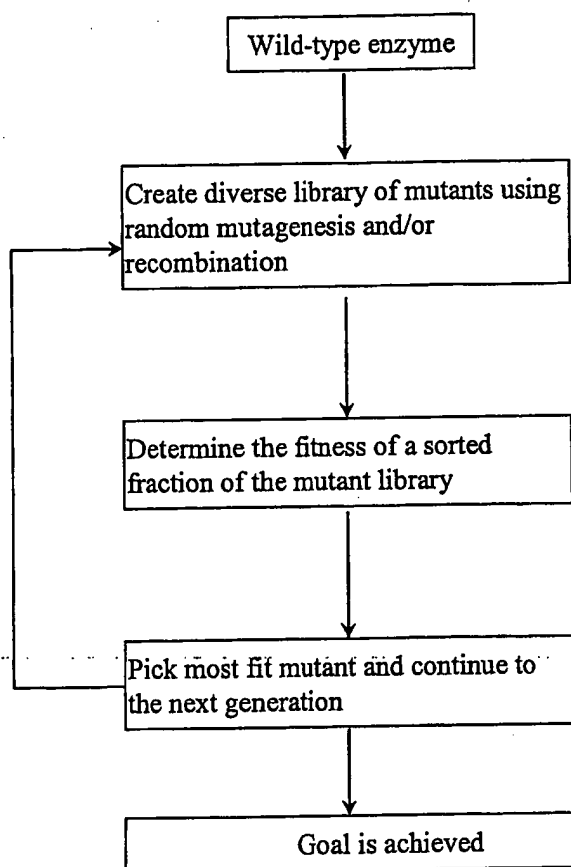 Wild-type enzyme
Create diverse library of mutants using
random mutagenesis and/or
recombination
Determine the fitness of a sorted
fraction of the mutant library
Pick most fit mutant and continue to
the next generation
Goal is achieved